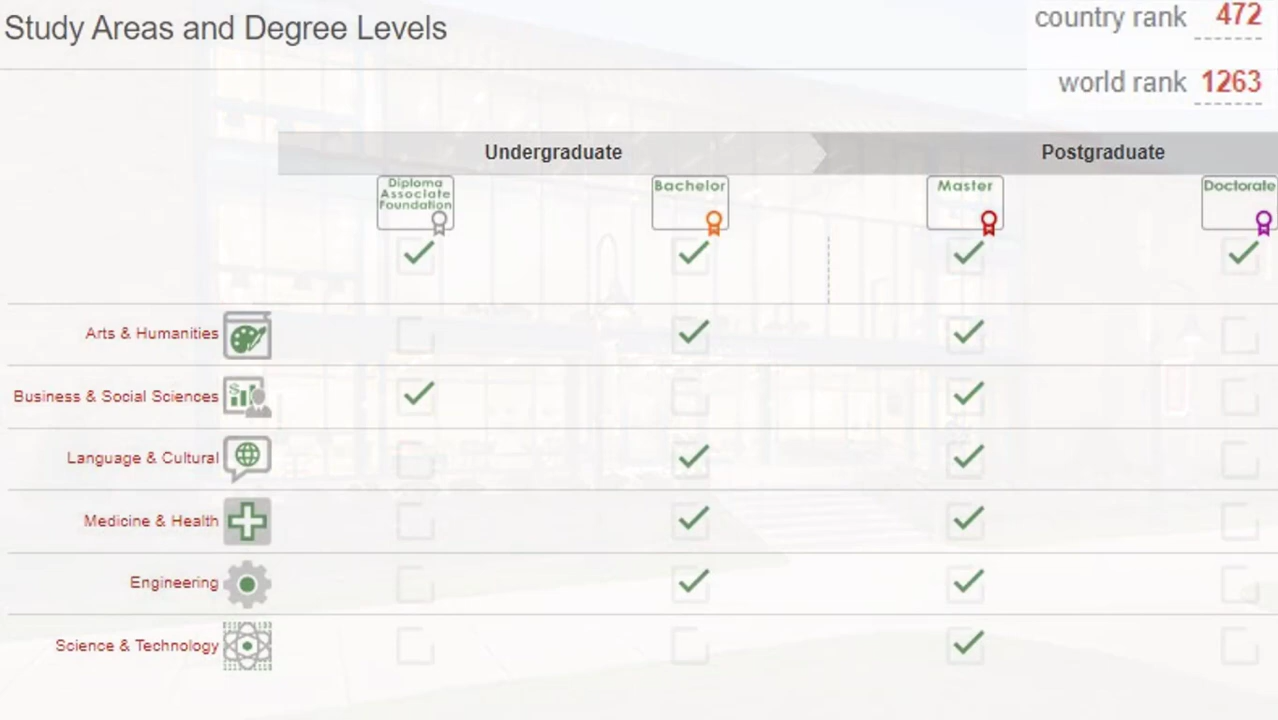 Study Areas and Degree Levels
country rank 472
world rank 1263
Undergraduate
Postgraduate
Diploma
Associate
Foundation
Bachelor
Master
Doctorate
Arts & Humanities
Business & Social Sciences
Language & Cultural
Medicine & Health
Engineering
Science & Technology